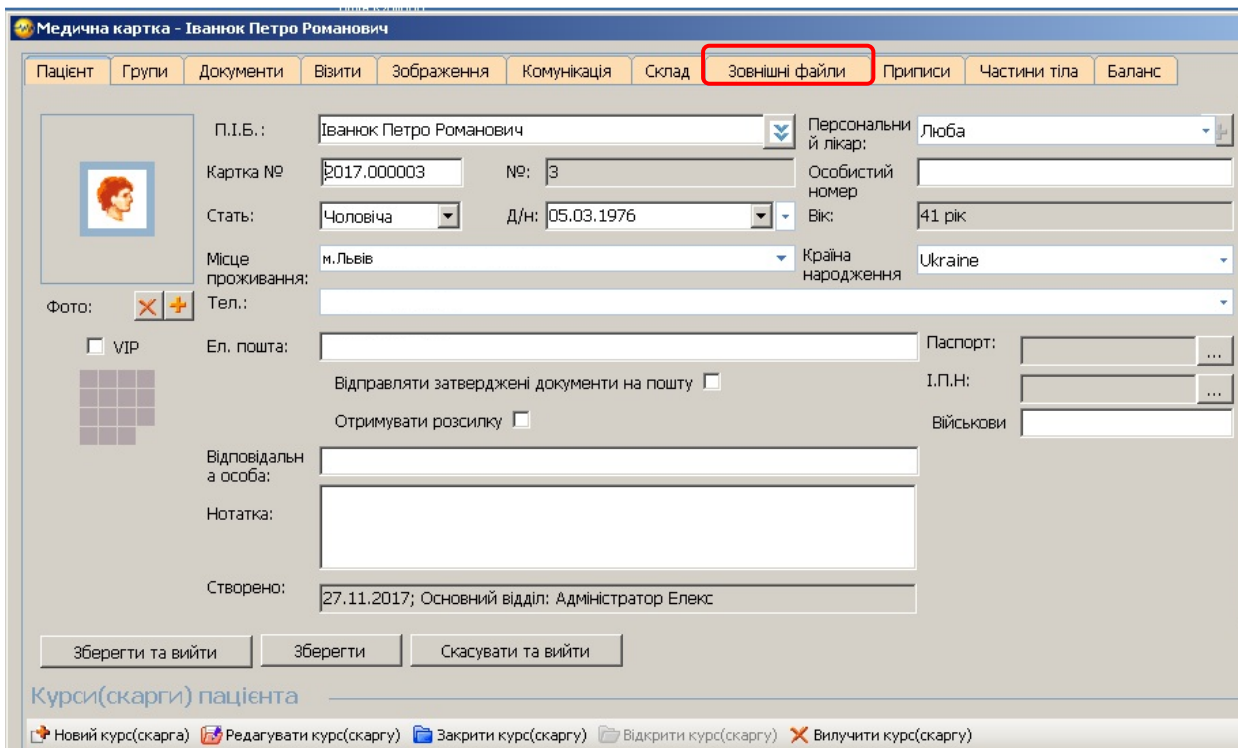 Медична картка - Іванюк Петро Романович
Пацієнт Групи Документи Візити Зображення Комунікація Склад Зовнішні файли Приписи Частини тіла Баланс
П.І.Б.: Іванюк Петро Романович Персональни
й лікар: Люба
Картка № 2017.000003 №: 3 Особистий
номер
Стать: Чоловіча Д/н: 05.03.1976 Вік: 41 рік
Місце
проживання: м.Львів Країна
народження Ukraine
Фото: Тел.:
VIP Ел. пошта: Паспорт: ...
Відправляти затверджені документи на пошту І.П.Н: ...
Отримувати розсилку Військови
Відповідальн
а особа:
Нотатка:
Створено: 27.11.2017; Основний відділ: Адміністратор Елекс
Зберегти та вийти Зберегти Скасувати та вийти
Курси(скарги) пацієнта
Новий курс(скарга) Редагувати курс(скаргу) Закрити курс(скаргу) Відкрити курс(скаргу) Вилучити курс(скаргу)